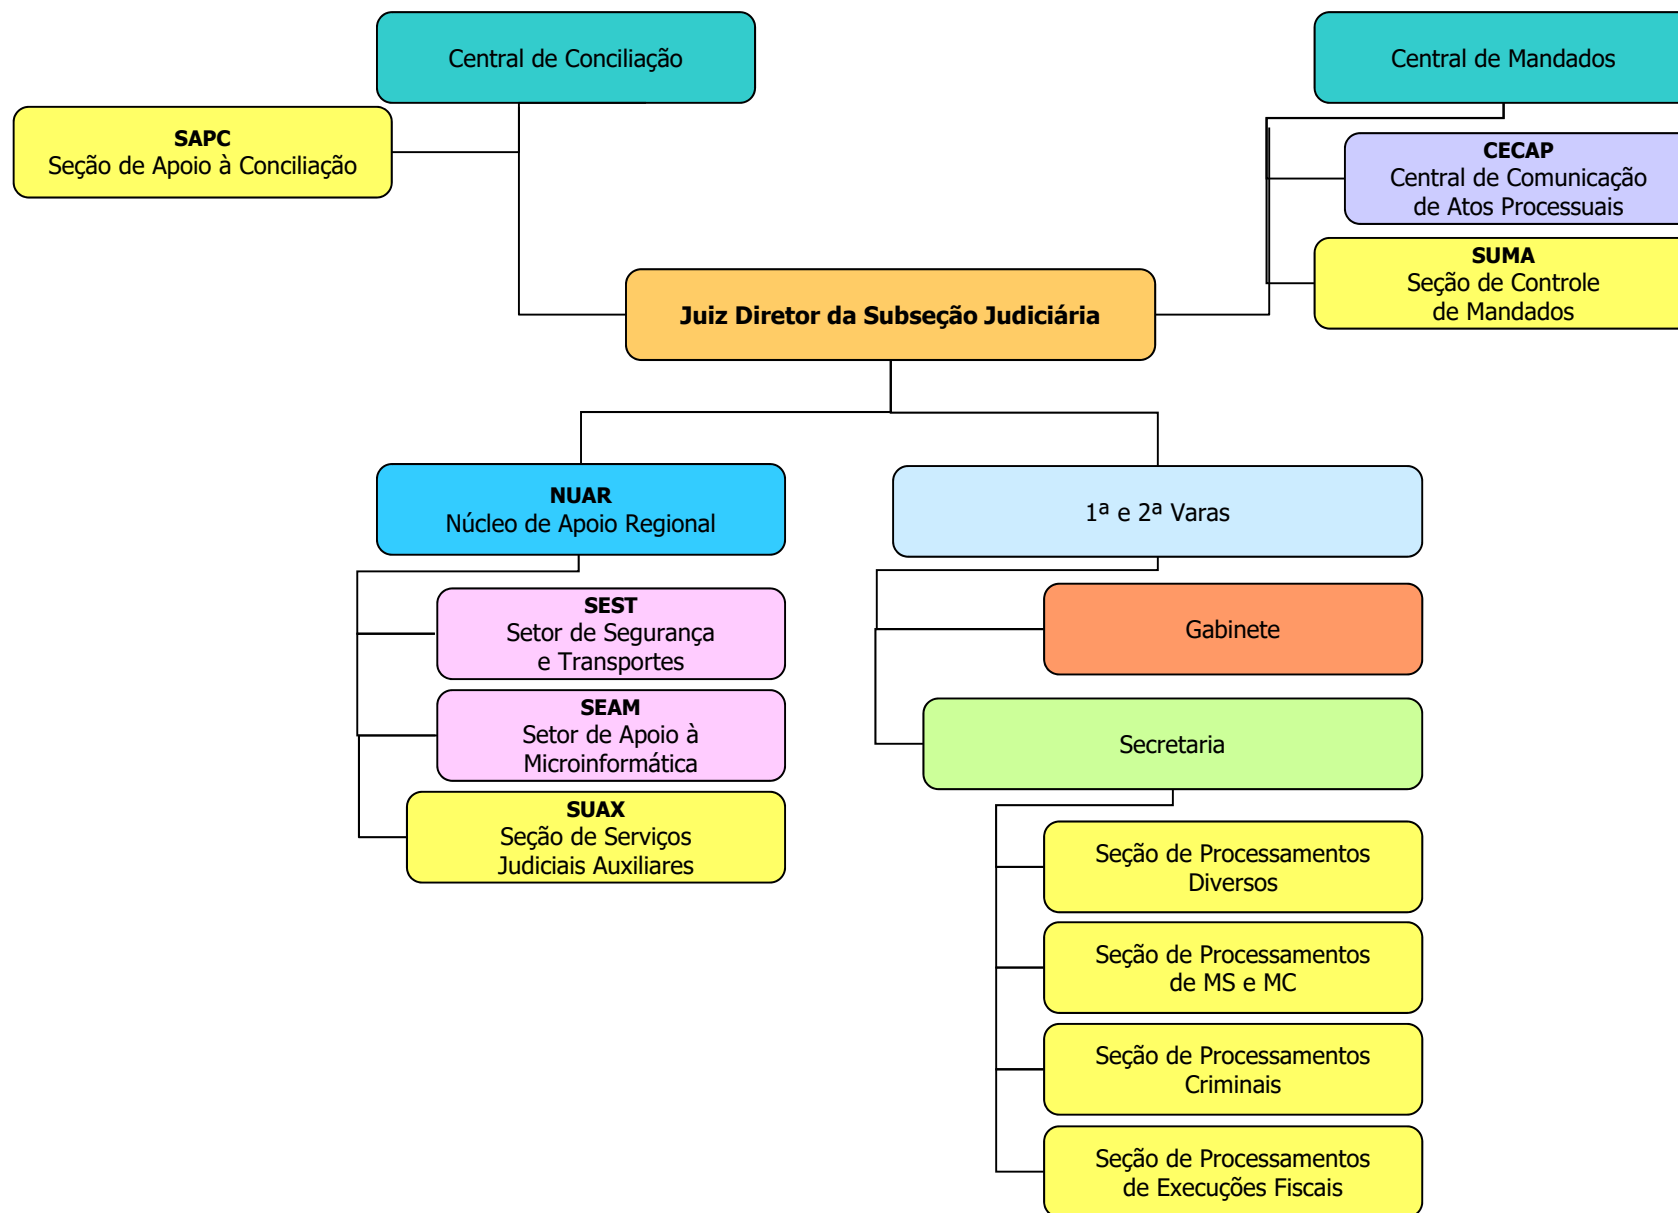 Central de Conciliação
Central de Mandados
SAPC
Seção de Apoio à Conciliação
CECAP
Central de Comunicação
de Atos Processuais
SUMA
Seção de Controle
de Mandados
Juiz Diretor da Subseção Judiciária
NUAR
Núcleo de Apoio Regional
SEST
Setor de Segurança
e Transportes
SEAM
Setor de Apoio à
Microinformática
SUAX
Seção de Serviços
Judiciais Auxiliares
1ª e 2ª Varas
Gabinete
Secretaria
Seção de Processamentos
Diversos
Seção de Processamentos
de MS e MC
Seção de Processamentos
Criminais
Seção de Processamentos
de Execuções Fiscais